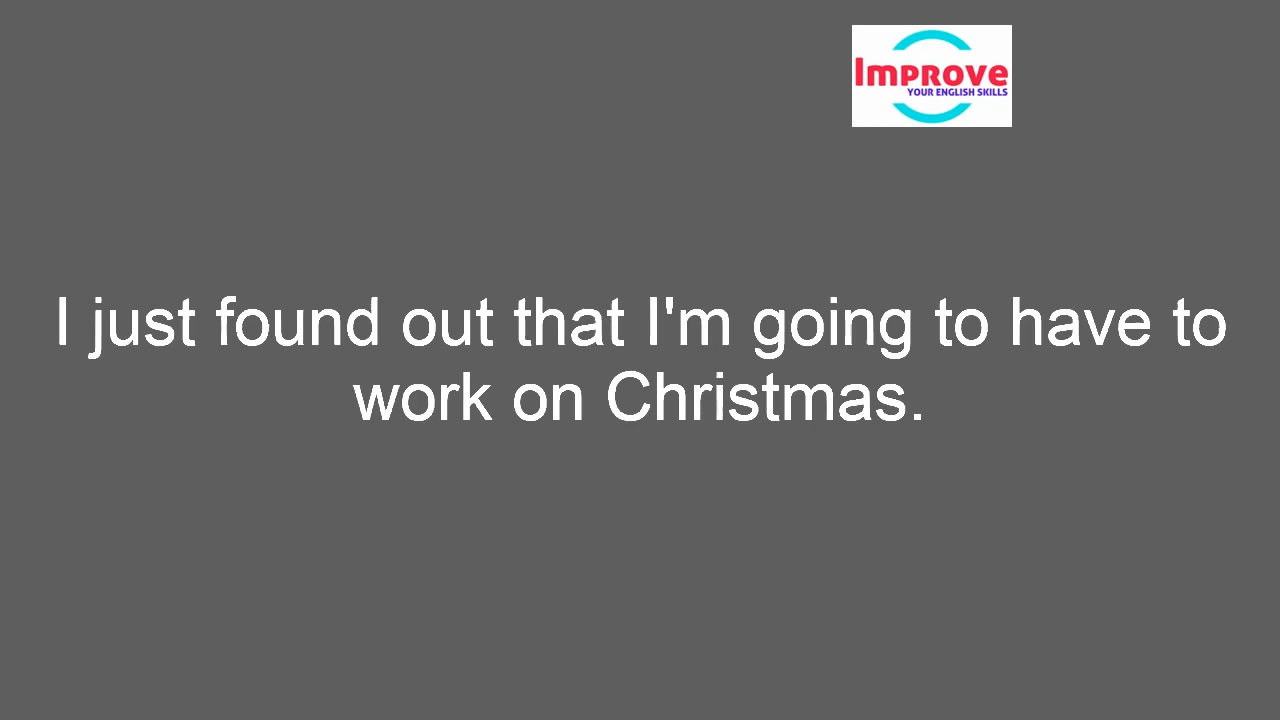 Improve
YOUR ENGLISH SKILLS
I just found out that I'm going to have to
work on Christmas.